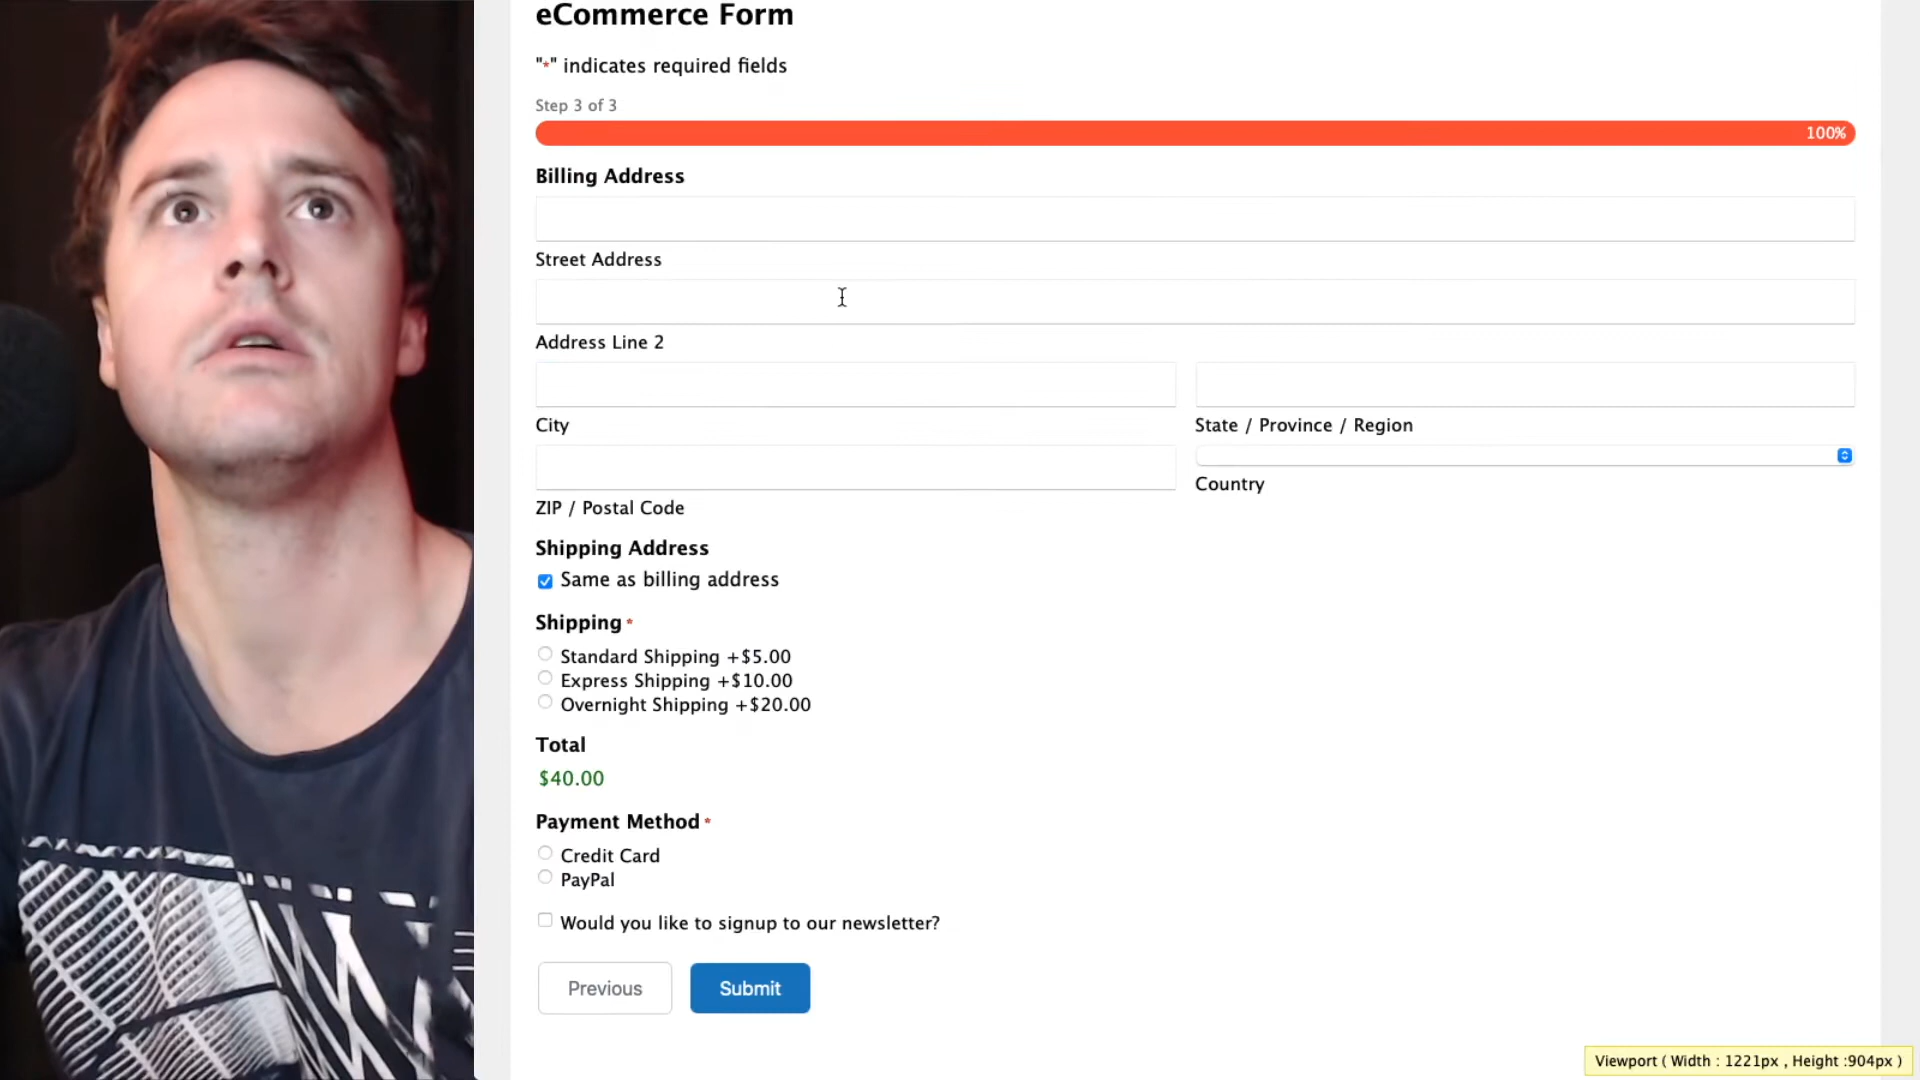 eCommerce Form
"*" indicates required fields
Step 3 of 3
100%
Billing Address
Street Address
Address Line 2
City
State / Province / Region
ZIP / Postal Code
Country
Shipping Address
Same as billing address
Shipping *
Standard Shipping +$5.00
Express Shipping +$10.00
Overnight Shipping +$20.00
Total
$40.00
Payment Method *
Credit Card
PayPal
Would you like to signup to our newsletter?
Previous
Submit
Viewport ( Width : 1221px , Height :904px )